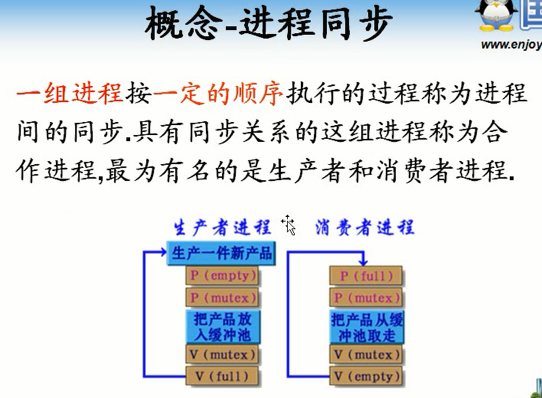 概念-进程同步
www.enjoy
一组进程按一定的顺序执行的过程称为进程
间的同步.具有同步关系的这组进程称为合
作进程,最为有名的是生产者和消费者进程.
生产者进程
生产一件新产品
P(empty)
P(mutex)
把产品放
入缓冲池
V(mutex)
V(full)
消费者进程
P(full)
P(mutex)
把产品从缓
冲池取走
V(mutex)
V(empty)